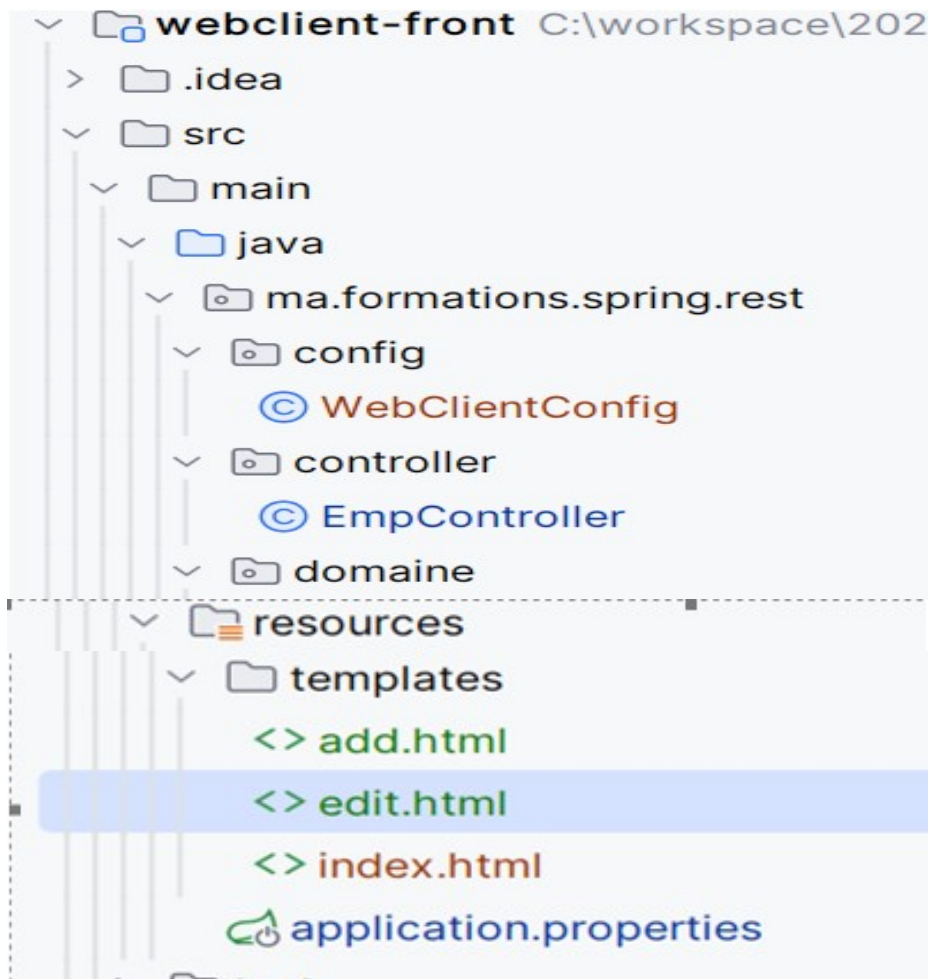 webclient-front C:\workspace\202
.idea
src
main
java
ma.formations.spring.rest
config
WebClientConfig
controller
EmpController
domaine
resources
templates
add.html
edit.html
index.html
application.properties